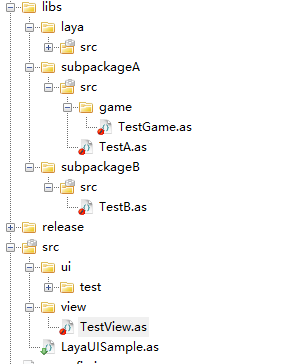 libs
laya
src
subpackageA
src
game
TestGame.as
TestA.as
subpackageB
src
TestB.as
release
src
ui
test
view
TestView.as
LayaUISample.as